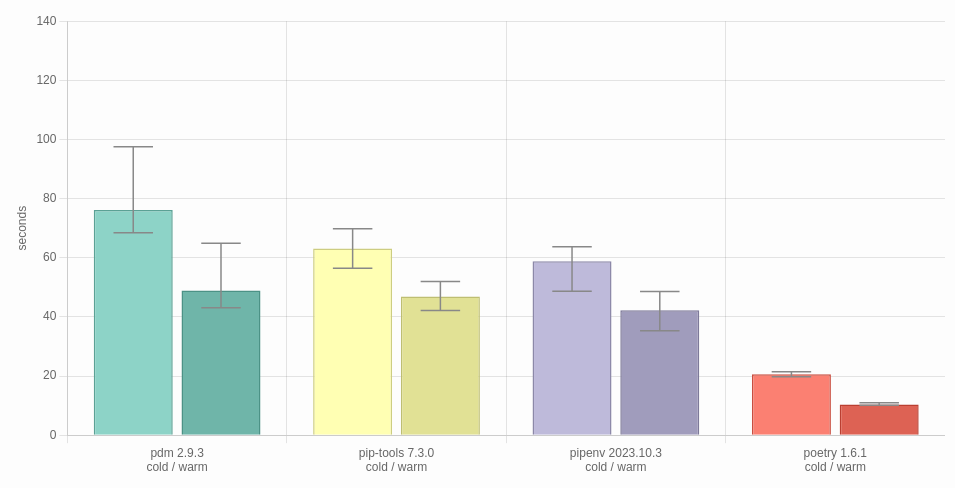 140
120
100
80
60
40
20
0
seconds
pdm 2.9.3
cold / warm
pip-tools 7.3.0
cold / warm
pipenv 2023.10.3
cold / warm
poetry 1.6.1
cold / warm